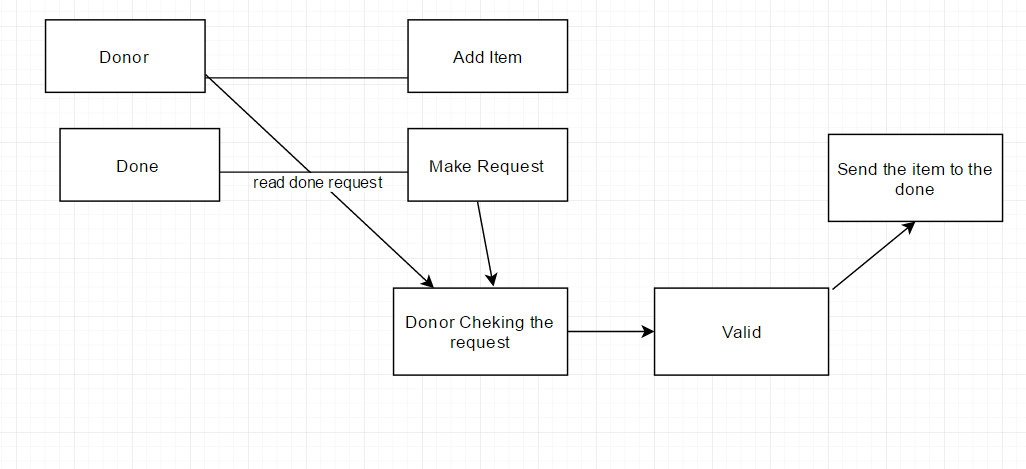 Donor
Add Item
Done
Make Request
read done request
Send the item to the
done
Donor Cheking the
request
Valid